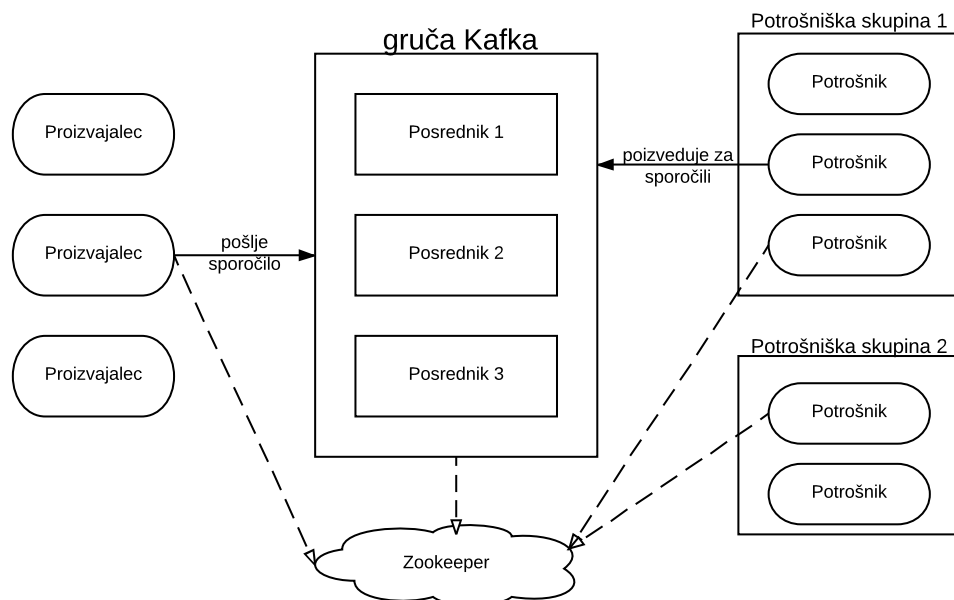 gruča Kafka
Potrošniška skupina 1
Proizvajalec
Proizvajalec
Proizvajalec
pošlje
sporočilo
Posrednik 1
Posrednik 2
Posrednik 3
poizveduje za
sporočili
Potrošnik
Potrošnik
Potrošnik
Potrošniška skupina 2
Potrošnik
Potrošnik
Zookeeper